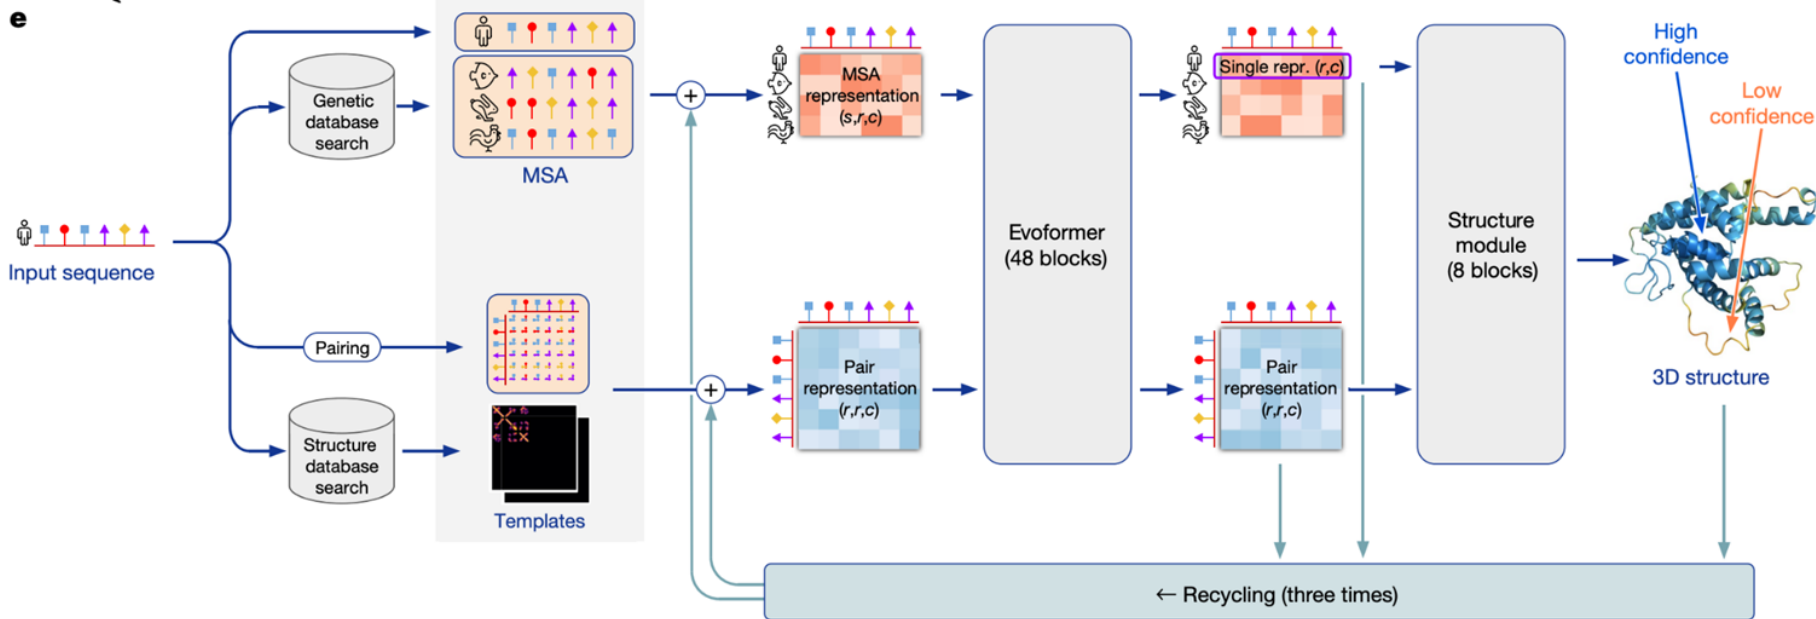 e
Genetic
database
search
MSA
Input sequence
Pairing
Structure
database
search
Templates
+
+
MSA
representation
(s,r,c)
Pair
representation
(r,r,c)
Evoformer
(48 blocks)
Single repr. (r,c)
Pair
representation
(r,r,c)
Structure
module
(8 blocks)
High
confidence
Low
confidence
3D structure
← Recycling (three times)